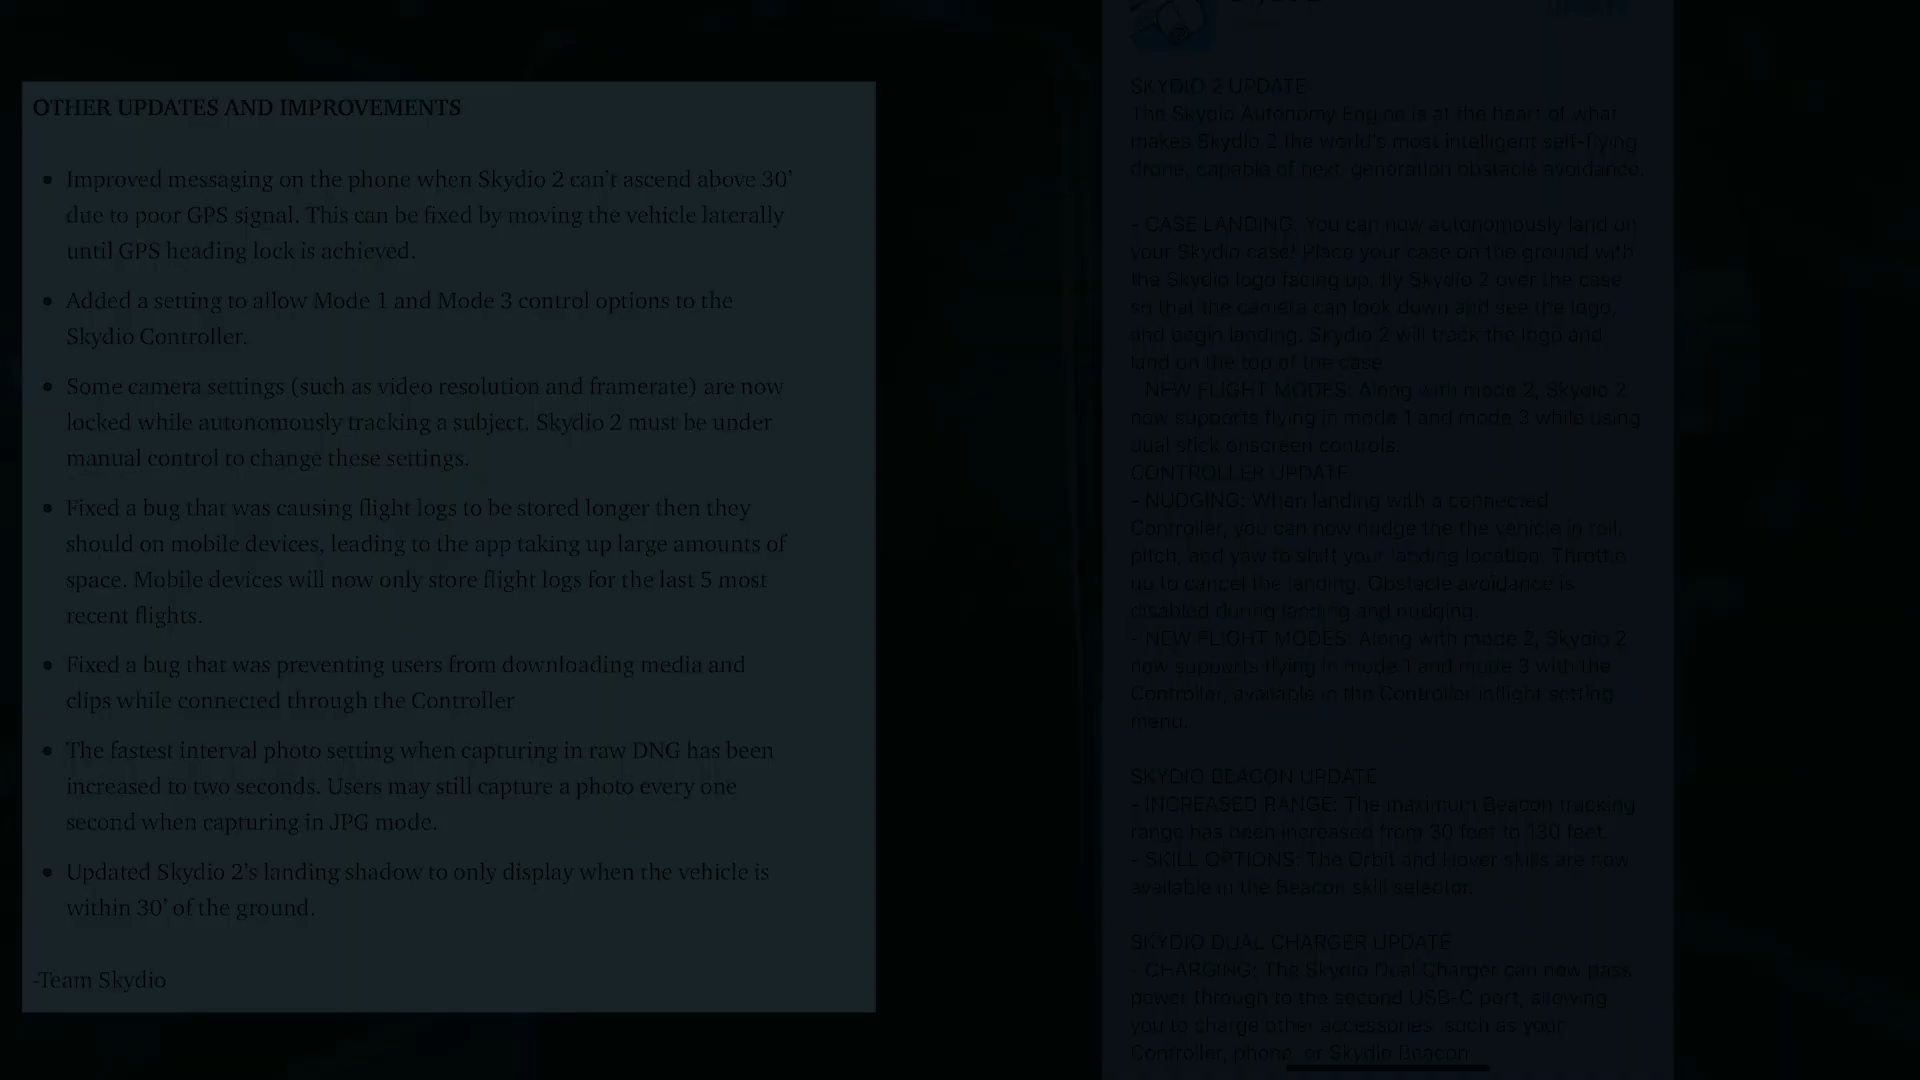 OTHER UPDATES AND IMPROVEMENTS
• Improved messaging on the phone when Skydio 2 can't ascend above 30'
due to poor GPS signal. This can be fixed by moving the vehicle laterally
until GPS heading lock is achieved.
• Added a setting to allow Mode 1 and Mode 3 control options to the
Skydio Controller.
• Some camera settings (such as video resolution and framerate) are now
locked while autonomously tracking a subject. Skydio 2 must be under
manual control to change these settings.
• Fixed a bug that was causing flight logs to be stored longer then they
should on mobile devices, leading to the app taking up large amounts of
space. Mobile devices will now only store flight logs for the last 5 most
recent flights.
• Fixed a bug that was preventing users from downloading media and
clips while connected through the Controller
• The fastest interval photo setting when capturing in raw DNG has been
increased to two seconds. Users may still capture a photo every one
second when capturing in JPG mode.
• Updated Skydio 2's landing shadow to only display when the vehicle is
within 30' of the ground.
-Team Skydio
SKYDIO 2 UPDATE
The Skydio Autonomy Engine is at the heart of what
makes Skydio 2 the world's most intelligent self-flying
drone, capable of next-generation obstacle avoidance.
- CASE LANDING: You can now autonomously land on
your Skydio case! Place your case on the ground with
the Skydio logo facing up, fly Skydio 2 over the case
so that the camera can look down and see the logo,
and begin landing. Skydio 2 will track the logo and
land on the top of the case.
- NEW FLIGHT MODES: Along with mode 2, Skydio 2
now supports flying in mode 1 and mode 3 while using
dual stick onscreen controls.
CONTROLLER UPDATE
- NUDGING: When landing with a connected
Controller, you can now nudge the the vehicle in roll,
pitch, and yaw to shift your landing location. Throttle
up to cancel the landing. Obstacle avoidance is
disabled during landing and nudging.
- NEW FLIGHT MODES: Along with mode 2, Skydio 2
now supports flying in mode 1 and mode 3 with the
Controller, available in the Controller inflight setting
menu.
SKYDIO BEACON UPDATE
- INCREASED RANGE: The maximum Beacon tracking
range has been increased from 30 feet to 130 feet.
- SKILL OPTIONS: The Orbit and Hover skills are now
available in the Beacon skill selector.
SKYDIO DUAL CHARGER UPDATE
- CHARGING: The Skydio Dual Charger can now pass
power through to the second USB-C port, allowing
you to charge other accessories, such as your
Controller, phone, or Skydio Beacon